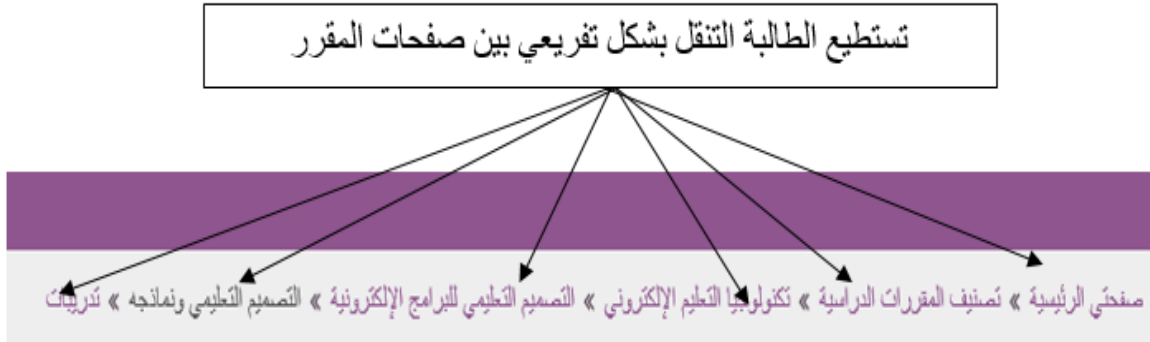 تستطيع الطالبة التنقل بشكل تفريعي بين صفحات المقرر
صفحتي الرئيسية » تصنيف المقررات الدراسية » تكنولوجيا التعليم الإلكتروني » التصميم التعليمي للبرامج الإلكترونية » التصميم التعليمي ونماذجه » تدريبات